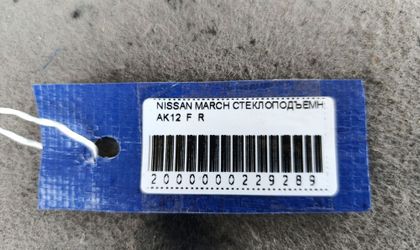 NISSAN MARCH СТЕКЛОПОДЪЕМН
AK12 F R
2000000229289